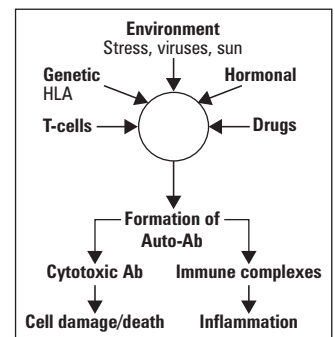 Environment
Stress, viruses, sun
Genetic
HLA
Hormonal
T-cells
Drugs
Formation of
Auto-Ab
Cytotoxic Ab
Immune complexes
Cell damage/death
Inflammation